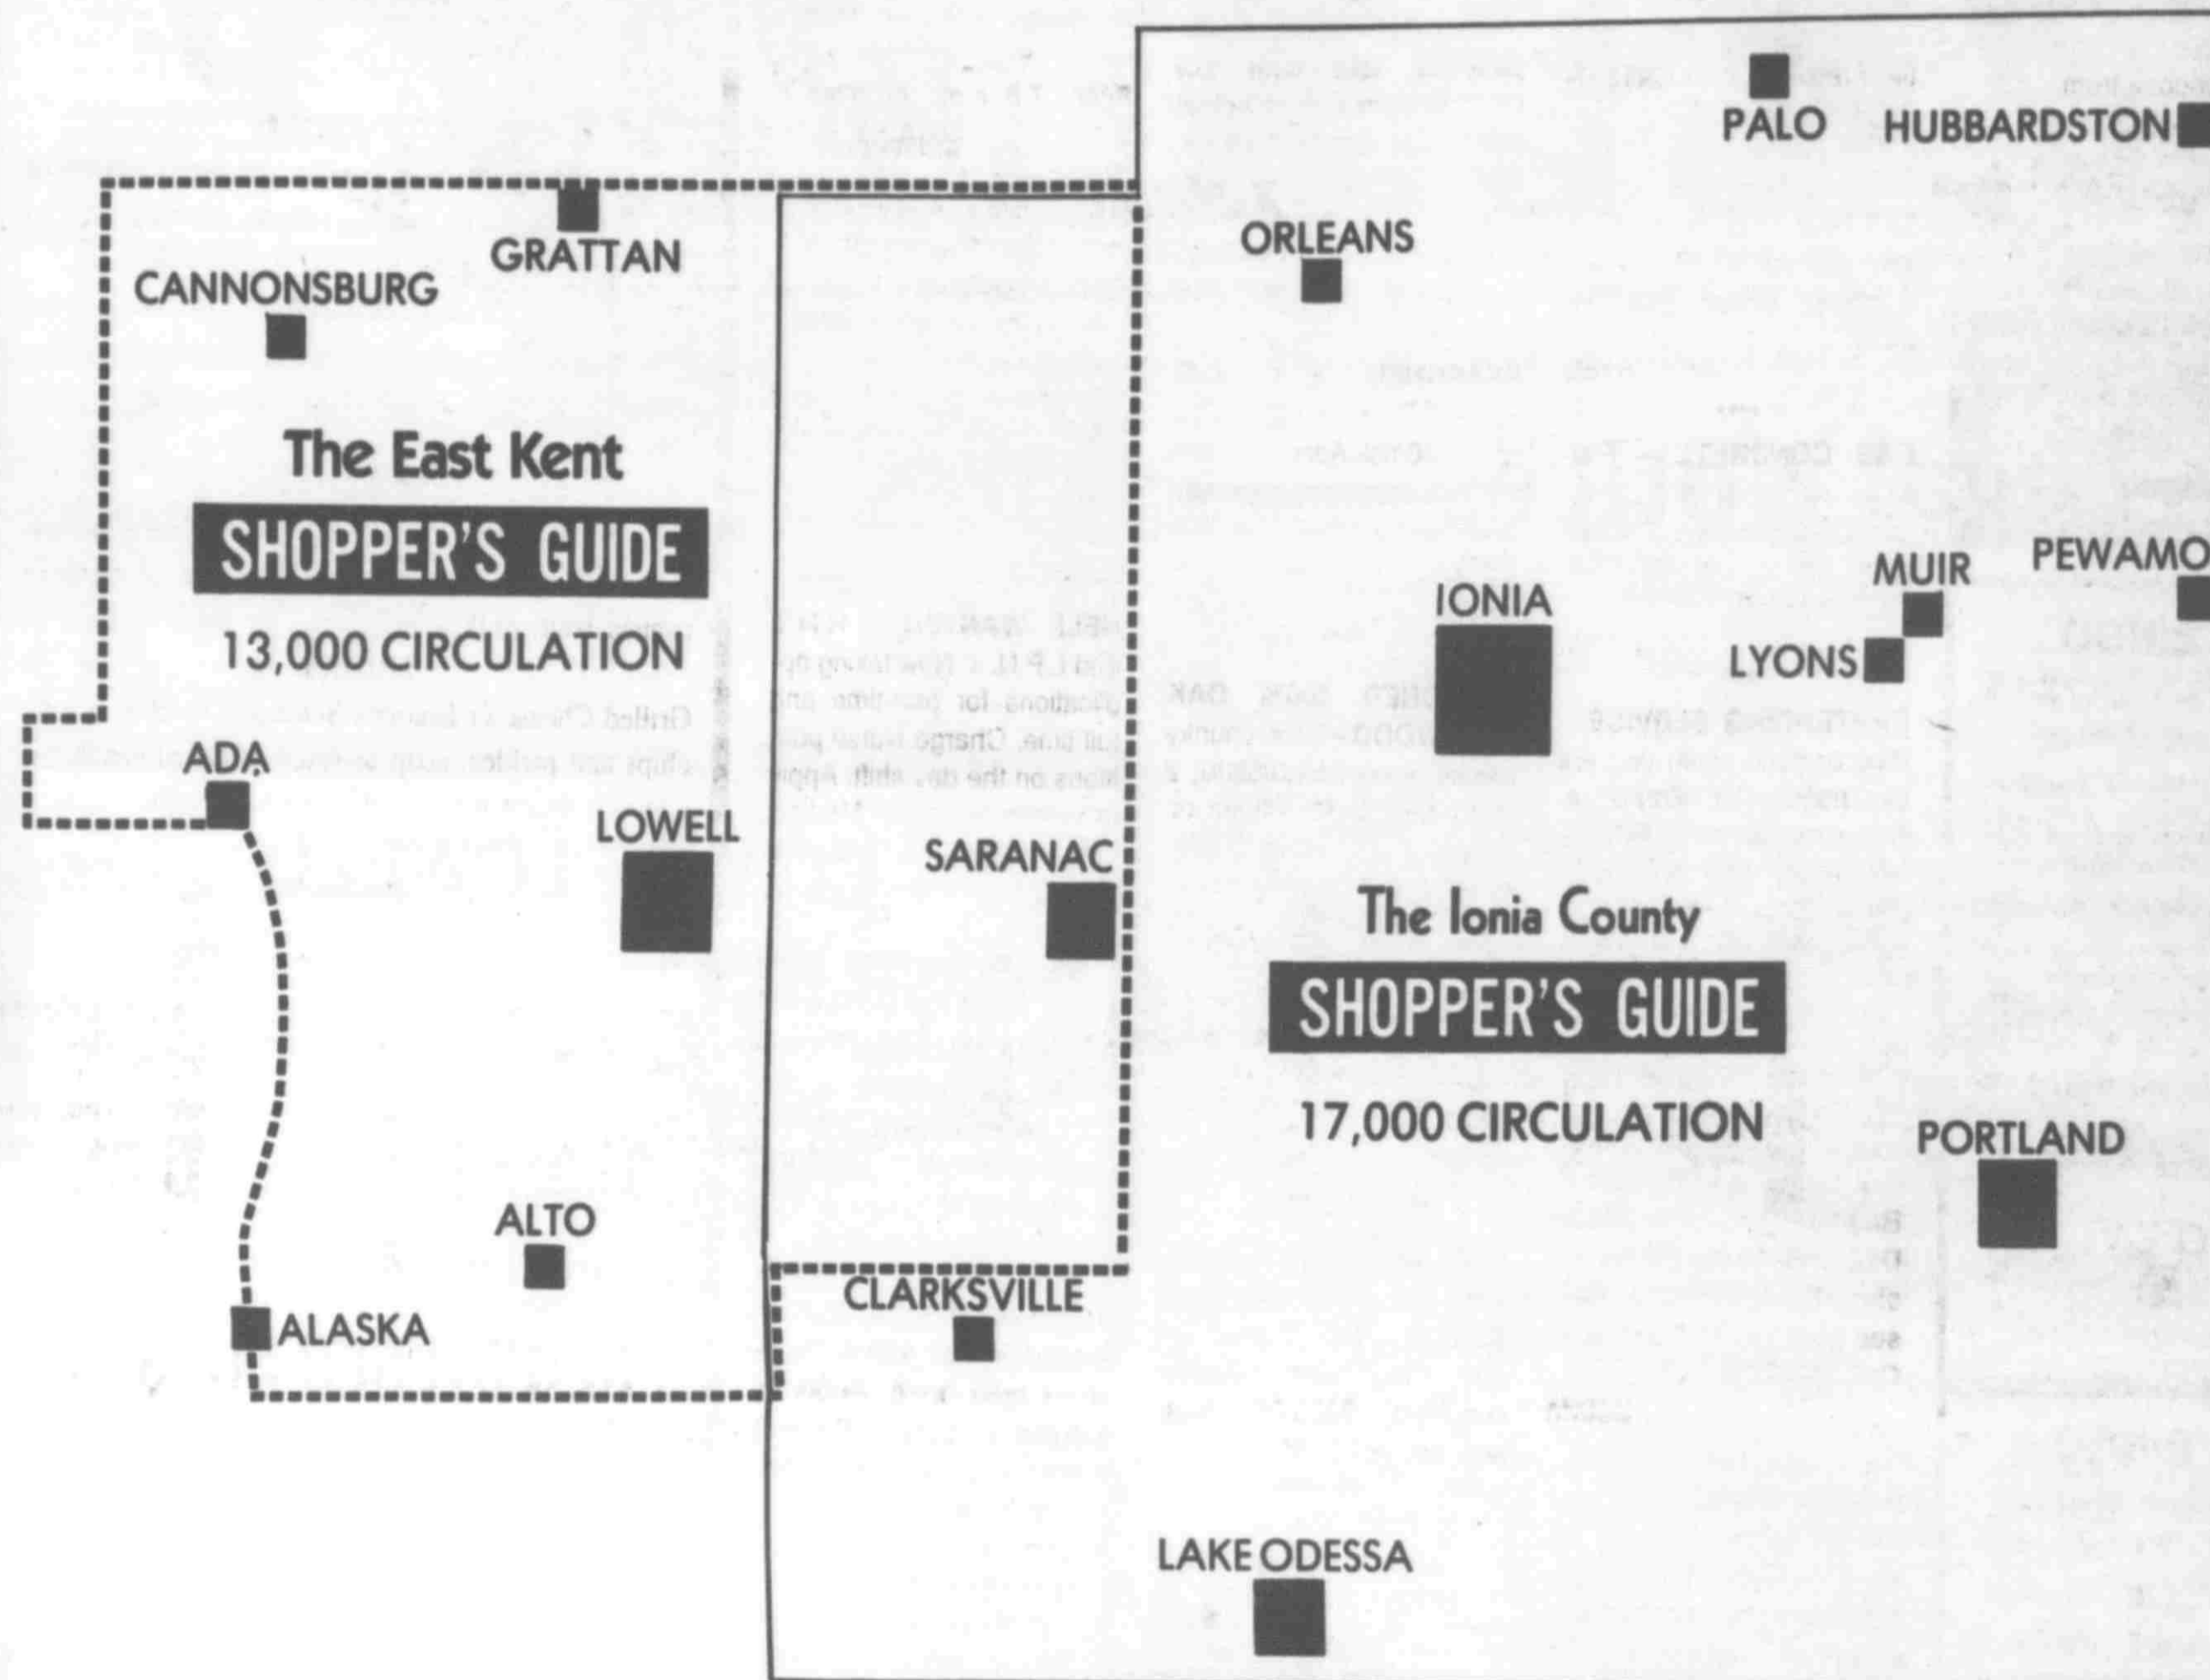 PALO
HUBBARDSTON
GRATTAN
ORLEANS
CANNONSBURG
The East Kent
SHOPPER'S GUIDE
13,000 CIRCULATION
IONIA
MUIR
PEWAMO
LYONS
ADA
LOWELL
SARANAC
The Ionia County
SHOPPER'S GUIDE
17,000 CIRCULATION
PORTLAND
ALTO
CLARKSVILLE
ALASKA
LAKE ODESSA